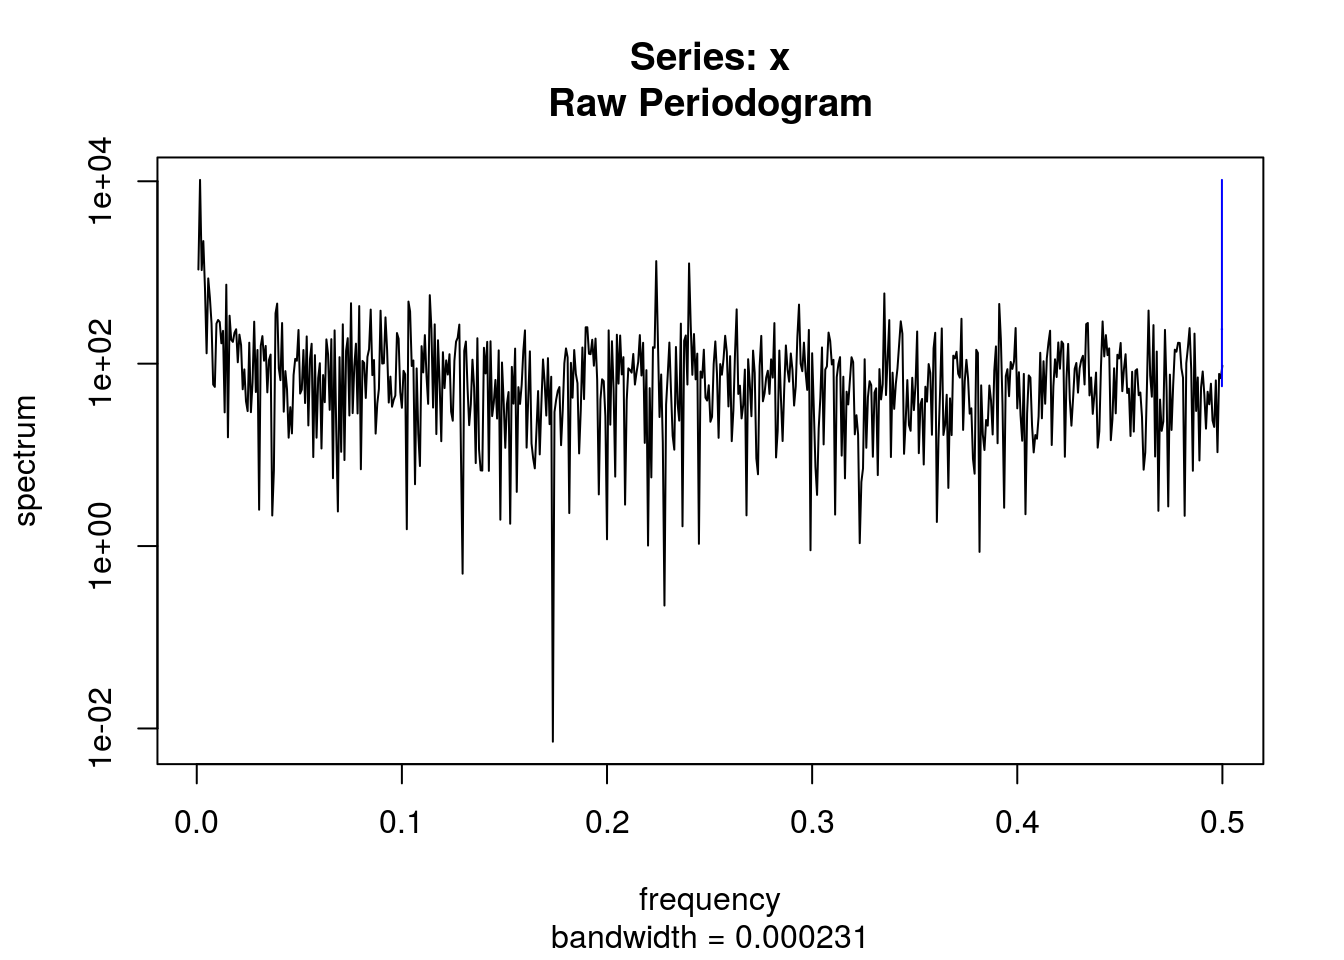 Series: x
Raw Periodogram
spectrum
1e+04
1e+02
1e+00
1e-02
0.0 0.1 0.2 0.3 0.4 0.5
frequency
bandwidth = 0.000231